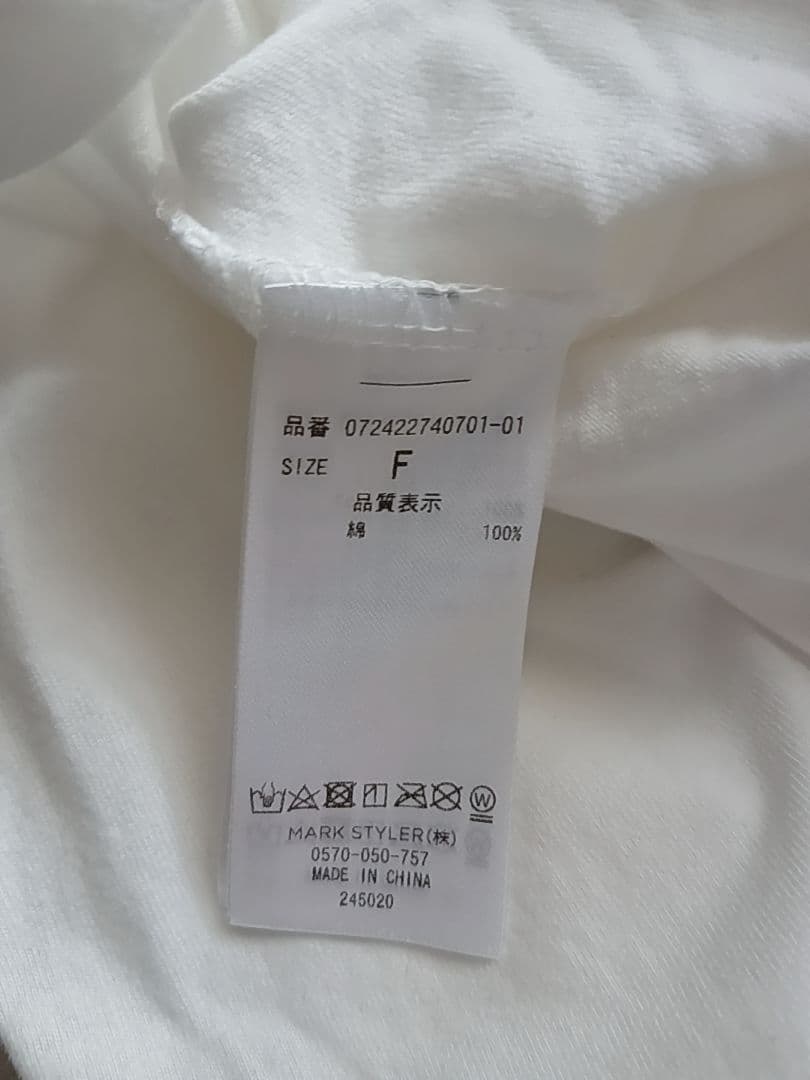 品番 072422740701-01
SIZE F
品質表示
綿 100%
W
MARK STYLER(株)
0570-050-757
MADE IN CHINA
245020